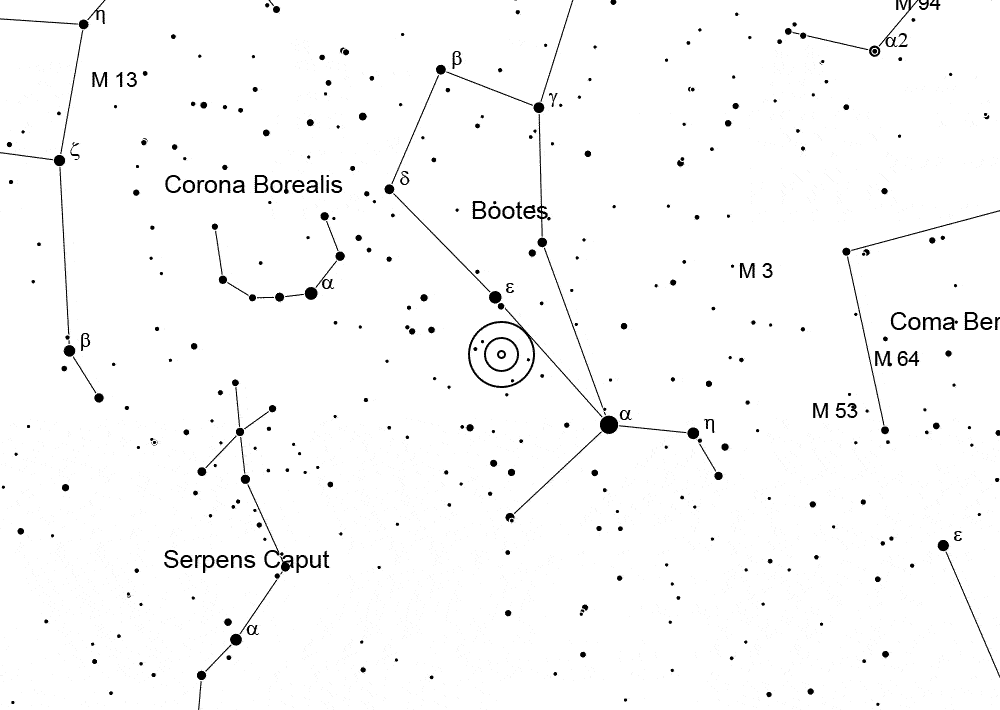 M 94
η
α2
β
M 13
γ
ζ
δ
Corona Borealis
Bootes
M 3
α
ε
Coma Ber
β
M 64
M 53
α
η
ε
Serpens Caput
α